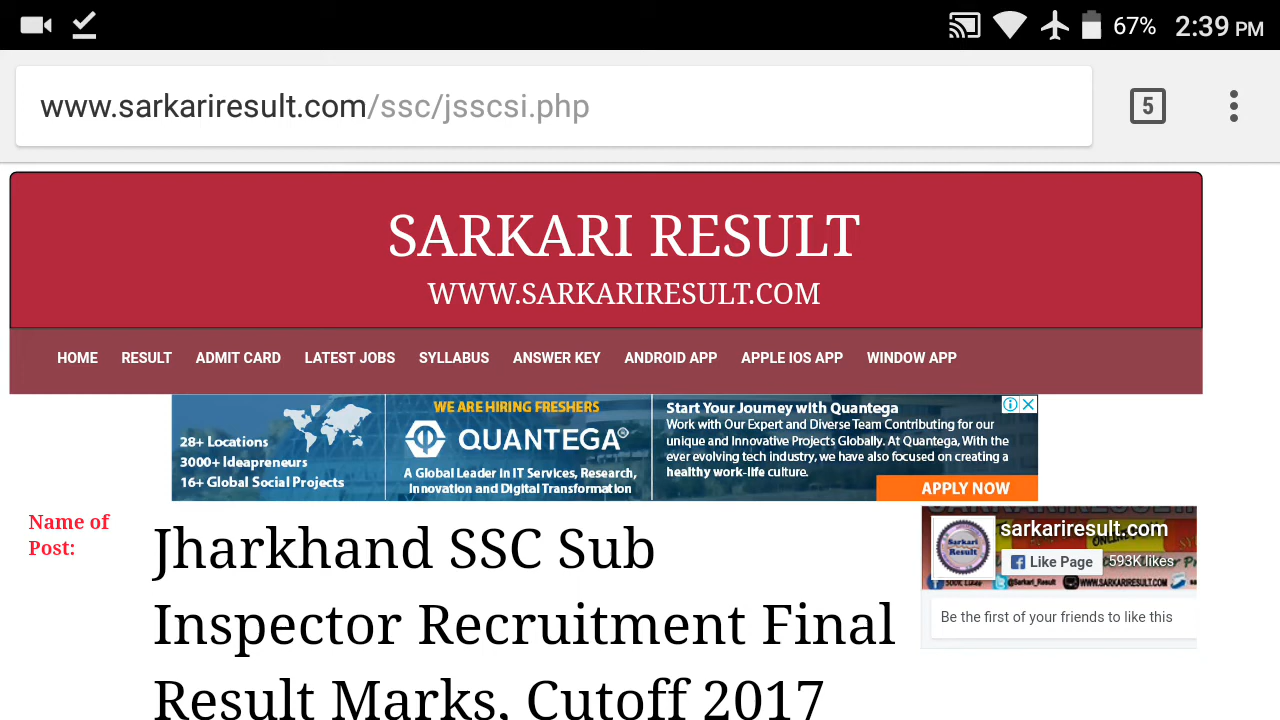 67% 2:39 PM
www.sarkariresult.com/ssc/jsscsi.php
5
SARKARI RESULT
WWW.SARKARIRESULT.COM
HOME RESULT ADMIT CARD LATEST JOBS SYLLABUS ANSWER KEY ANDROID APP APPLE IOS APP WINDOW APP
28+ Locations
3000+ Ideapreneurs
16+ Global Social Projects
WE ARE HIRING FRESHERS
QUANTEGA®
A Global Leader in IT Services, Research,
Innovation and Digital Transformation
Start Your Journey with Quantega
Work with Our Expert and Diverse Team Contributing for our
unique and Innovative Projects Globally. At Quantega, With the
ever evolving tech industry, we have also focused on creating a
healthy work-life culture.
APPLY NOW
Name of
Post:
Jharkhand SSC Sub
Inspector Recruitment Final
Result Marks, Cutoff 2017
sarkariresult.com
Sarkari
Result
Like Page 593K likes
@Sarkari_Result WWW.SARKARIRESULT.COM
Be the first of your friends to like this